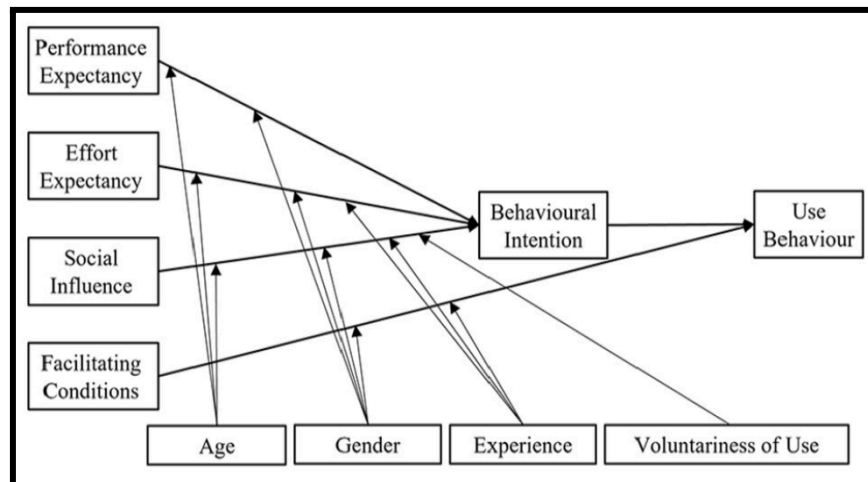 Performance
Expectancy
Effort
Expectancy
Social
Influence
Facilitating
Conditions
Behavioural
Intention
Use
Behaviour
Age
Gender
Experience
Voluntariness of Use